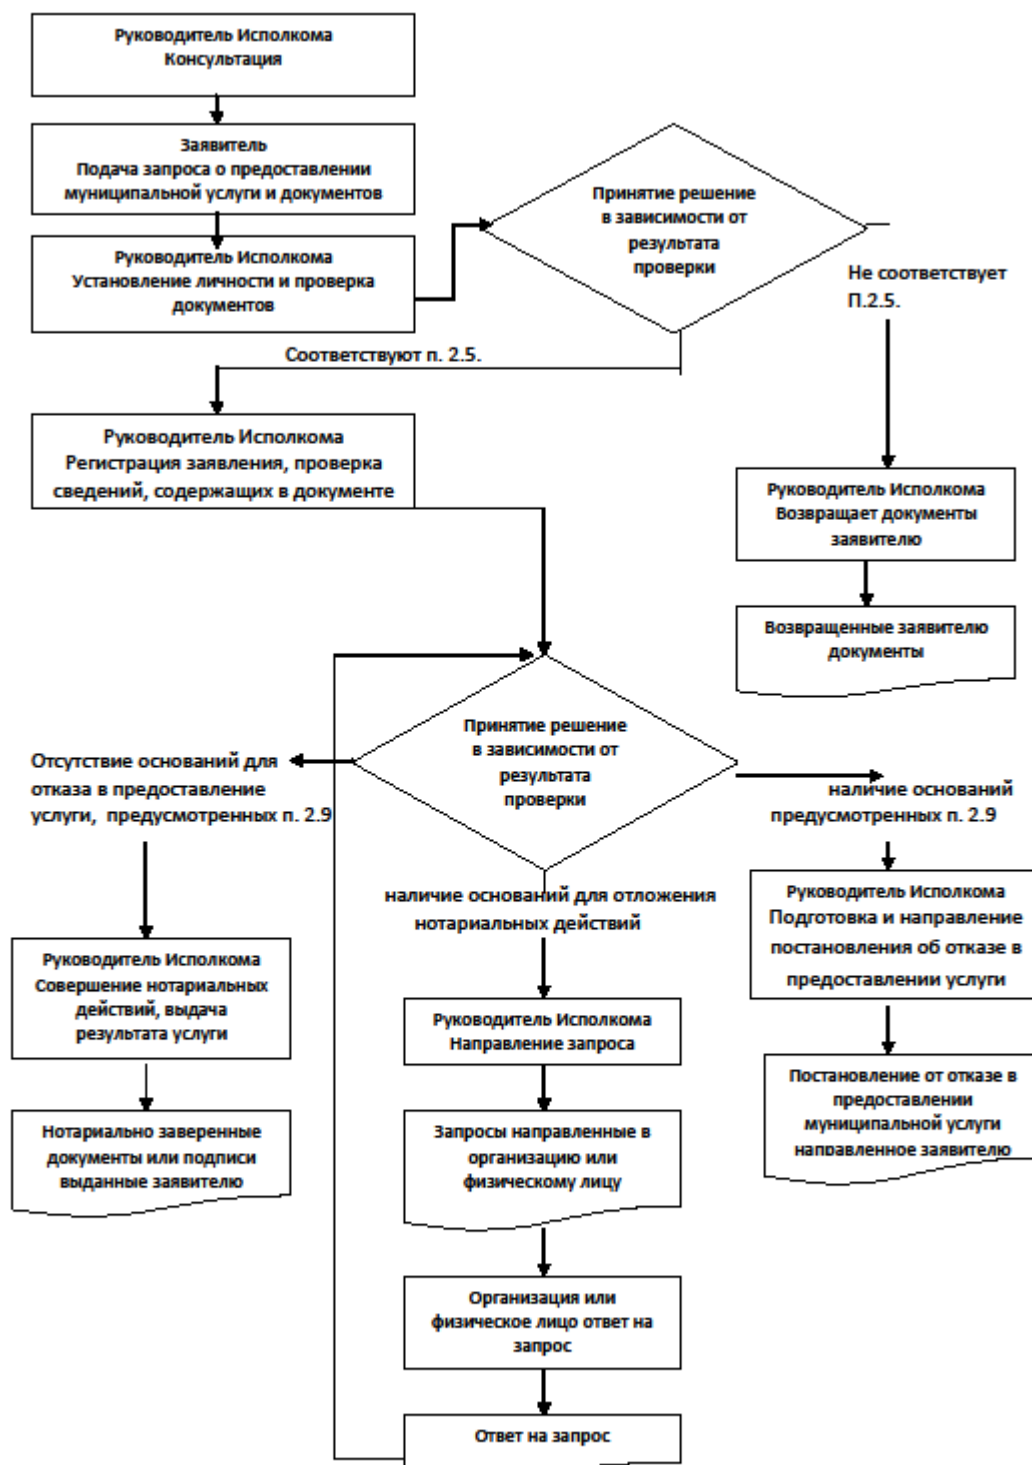 Руководитель Исполкома
Консультация
Заявитель
Подача запроса о предоставлении
муниципальной услуги и документов
Руководитель Исполкома
Установление личности и проверка
документов
Принятие решение
в зависимости от
результата
проверки
Не соответствует
П.2.5.
Соответствуют п. 2.5.
Руководитель Исполкома
Регистрация заявления, проверка
сведений, содержащих в документе
Руководитель Исполкома
Возвращает документы
заявителю
Возвращенные заявителю
документы
Принятие решение
в зависимости от
результата
проверки
Отсутствие оснований для
отказа в предоставление
услуги, предусмотренных п. 2.9
наличие оснований
предусмотренных п. 2.9
наличие оснований для отложения
нотариальных действий
Руководитель Исполкома
Подготовка и направление
постановления об отказе в
предоставлении услуги
Руководитель Исполкома
Совершение нотариальных
действий, выдача
результата услуги
Руководитель Исполкома
Направление запроса
Постановление от отказе в
предоставлении
муниципальной услуги
направленное заявителю
Нотариально заверенные
документы или подписи
выданные заявителю
Запросы направленные в
организацию или
физическому лицу
Организация или
физическое лицо ответ на
запрос
Ответ на запрос